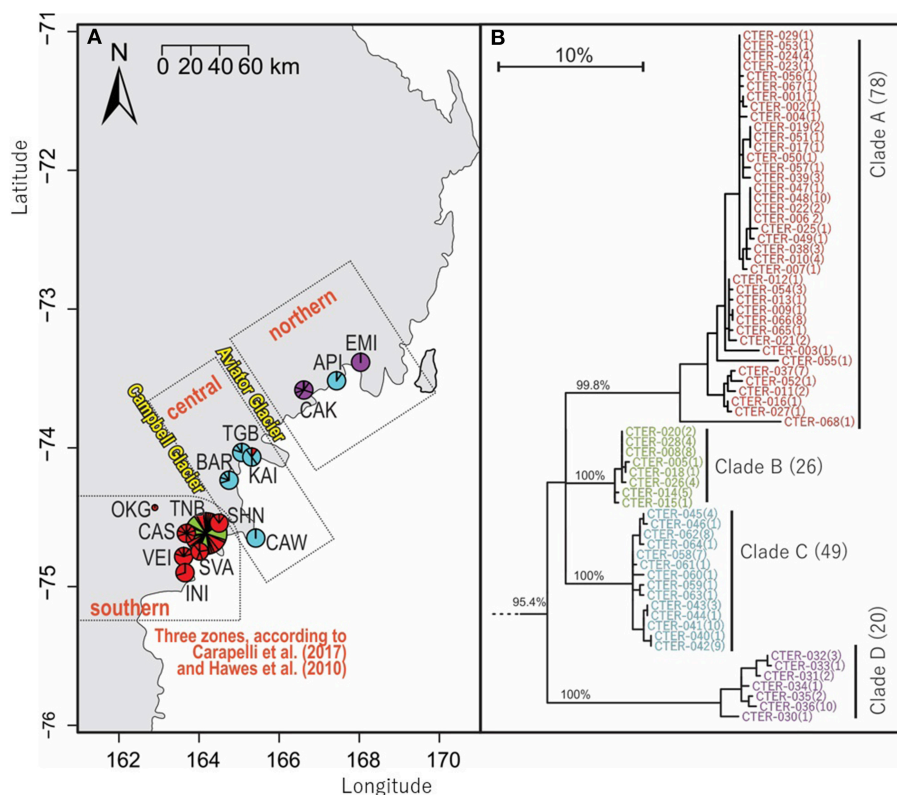 A
N
0 20 40 60 km
-71
-72
-73
-74
-75
-76
Latitude
northern
EMI
API
CAK
Aviator Glacier
central
Campbell Glacier
TGB
BAR
KAI
OKG
TNB
SHN
CAS
CAW
VEI
SVA
INI
southern
Three zones, according to
Carapelli et al. (2017)
and Hawes et al. (2010)
162 164 166 168 170
Longitude
B
10%
CTER-029(1)
CTER-053(1)
CTER-024(4)
CTER-023(1)
CTER-056(1)
CTER-067(1)
CTER-001(1)
CTER-002(1)
CTER-004(1)
CTER-019(2)
CTER-051(1)
CTER-017(1)
CTER-050(1)
CTER-057(1)
CTER-039(3)
CTER-047(1)
CTER-048(10)
CTER-022(2)
CTER-006 2)
CTER-025(1)
CTER-049(1)
CTER-038(3)
CTER-010(4)
CTER-007(1)
CTER-012(1)
CTER-054(3)
CTER-013(1)
CTER-009(1)
CTER-066(8)
CTER-065(1)
CTER-021(2)
CTER-003(1)
CTER-055(1)
CTER-037(7)
CTER-052(1)
CTER-011(2)
CTER-016(1)
CTER-027(1)
CTER-068(1)
Clade A (78)
99.8%
CTER-020(2)
CTER-028(4)
CTER-008(8)
CTER-005(1)
CTER-018(1)
CTER-026(4)
CTER-014(5)
CTER-015(1)
Clade B (26)
100%
CTER-045(4)
CTER-046(1)
CTER-062(8)
CTER-064(1)
CTER-058(7)
CTER-061(1)
CTER-060(1)
CTER-059(1)
CTER-063(1)
CTER-043(3)
CTER-044(1)
CTER-041(10)
CTER-040(1)
CTER-042(9)
Clade C (49)
100%
95.4%
CTER-032(3)
CTER-033(1)
CTER-031(2)
CTER-034(1)
CTER-035(2)
CTER-036(10)
CTER-030(1)
Clade D (20)
100%